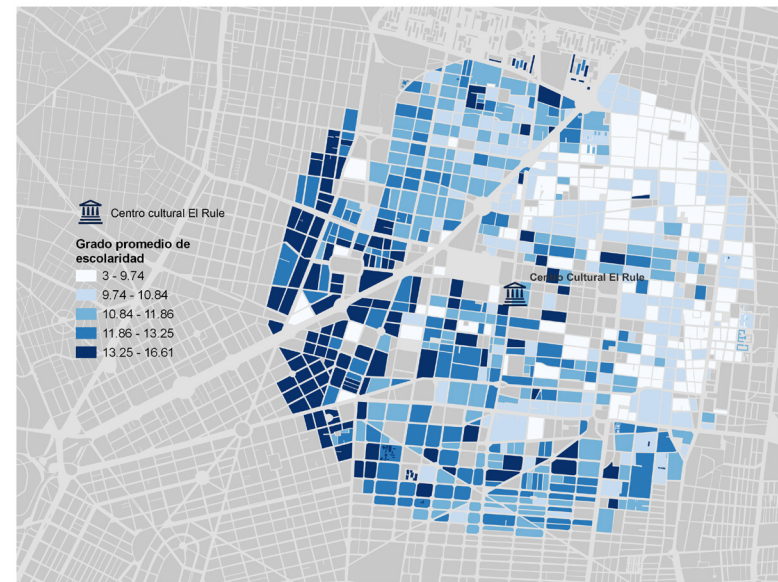 Centro cultural El Rule
Grado promedio de
escolaridad
3 - 9.74
9.74 - 10.84
10.84 - 11.86
11.86 - 13.25
13.25 - 16.61
Centro Cultural El Rule